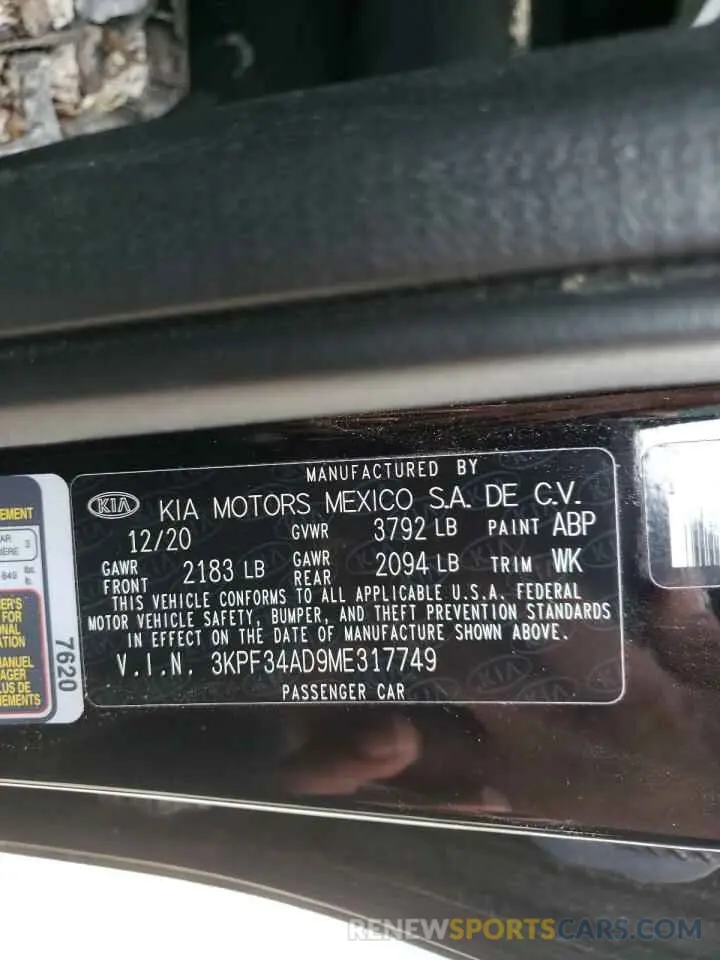 MANUFACTURED BY
KIA KIA MOTORS MEXICO S.A. DE C.V.
12/20 GVWR 3792 LB PAINT ABP
GAWR FRONT 2183 LB GAWR REAR 2094 LB TRIM WK
THIS VEHICLE CONFORMS TO ALL APPLICABLE U.S.A. FEDERAL
MOTOR VEHICLE SAFETY, BUMPER, AND THEFT PREVENTION STANDARDS
IN EFFECT ON THE DATE OF MANUFACTURE SHOWN ABOVE.
V.I.N. 3KPF34AD9ME317749
PASSENGER CAR
7620
RENEWSPORTSCARS.COM